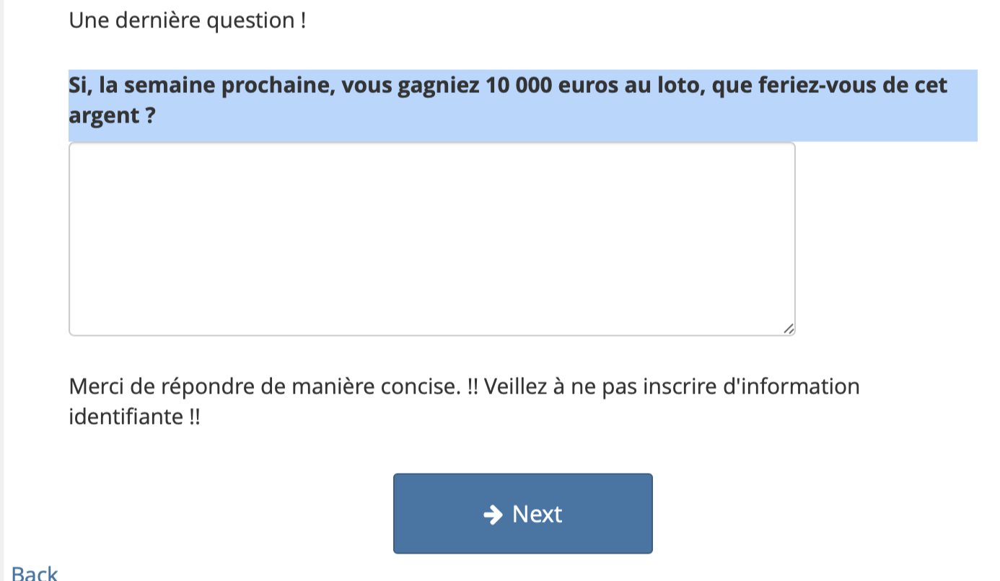 Une dernière question !
Si, la semaine prochaine, vous gagniez 10 000 euros au loto, que feriez-vous de cet
argent ?
Merci de répondre de manière concise. !! Veillez à ne pas inscrire d'information
identifiante !!
Next
Back